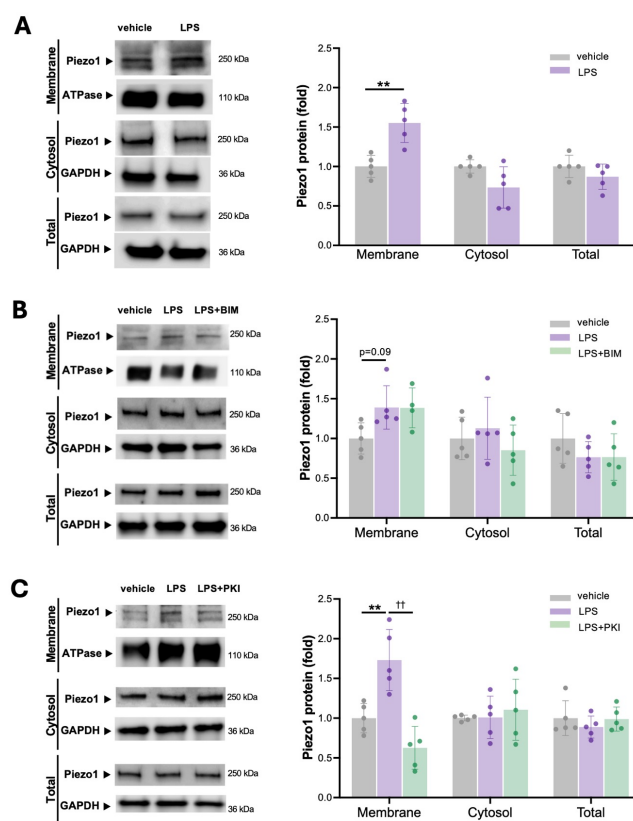 A
vehicle LPS
Membrane
Piezo1 250 kDa
ATPase 110 kDa
Cytosol
Piezo1 250 kDa
GAPDH 36 kDa
Total
Piezo1 250 kDa
GAPDH 36 kDa
Piezo1 protein (fold)
2.5
2.0
1.5
1.0
0.5
0.0
vehicle
LPS
**
Membrane Cytosol Total
B
vehicle LPS LPS+BIM
Membrane
Piezo1 250 kDa
ATPase 110 kDa
Cytosol
Piezo1 250 kDa
GAPDH 36 kDa
Total
Piezo1 250 kDa
GAPDH 36 kDa
Piezo1 protein (fold)
2.5
2.0
1.5
1.0
0.5
0.0
vehicle
LPS
LPS+BIM
p=0.09
Membrane Cytosol Total
C
vehicle LPS LPS+PKI
Membrane
Piezo1 250 kDa
ATPase 110 kDa
Cytosol
Piezo1 250 kDa
GAPDH 36 kDa
Total
Piezo1 250 kDa
GAPDH 36 kDa
Piezo1 protein (fold)
2.5
2.0
1.5
1.0
0.5
0.0
vehicle
LPS
LPS+PKI
** ††
Membrane Cytosol Total